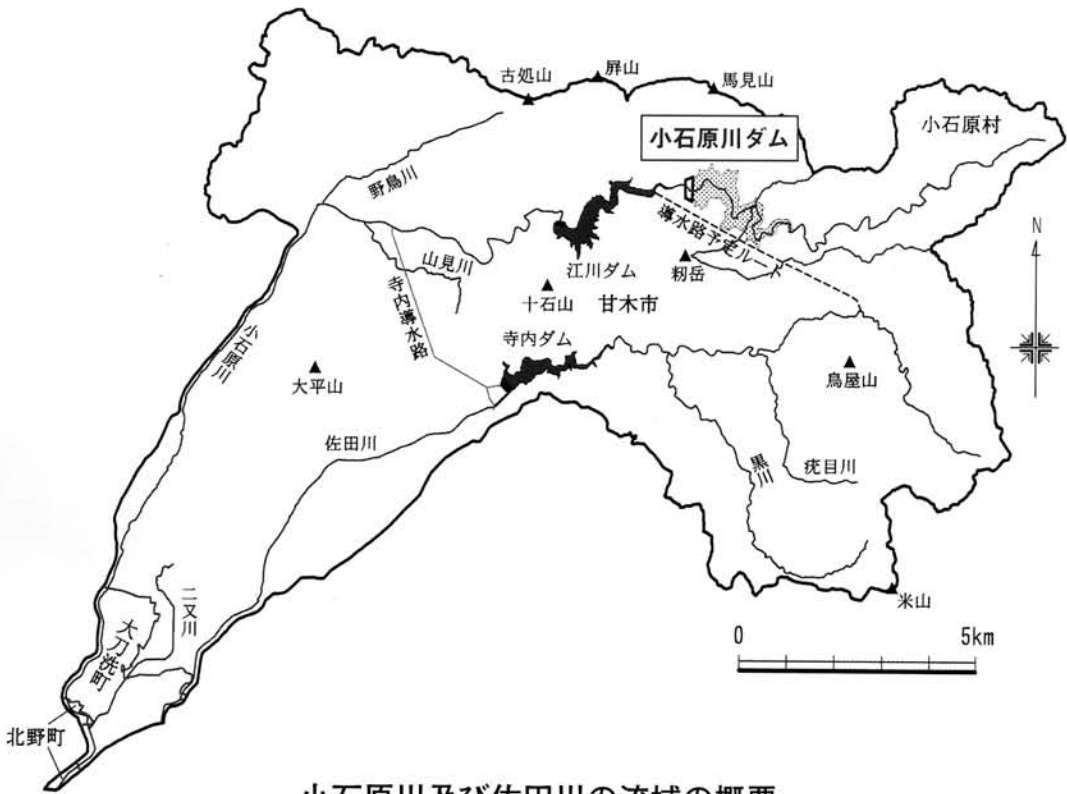 古処山
屏山
馬見山
小石原村
小石原川ダム
野鳥川
導水路予定ルート
N
山見川
江川ダム
籾岳
十石山
甘木市
寺内導水路
寺内ダム
小石原川
大平山
鳥屋山
佐田川
黒川
疣目川
二又川
米山
大刀洗町
0
5km
北野町
小石原川及び佐田川の流域の概要